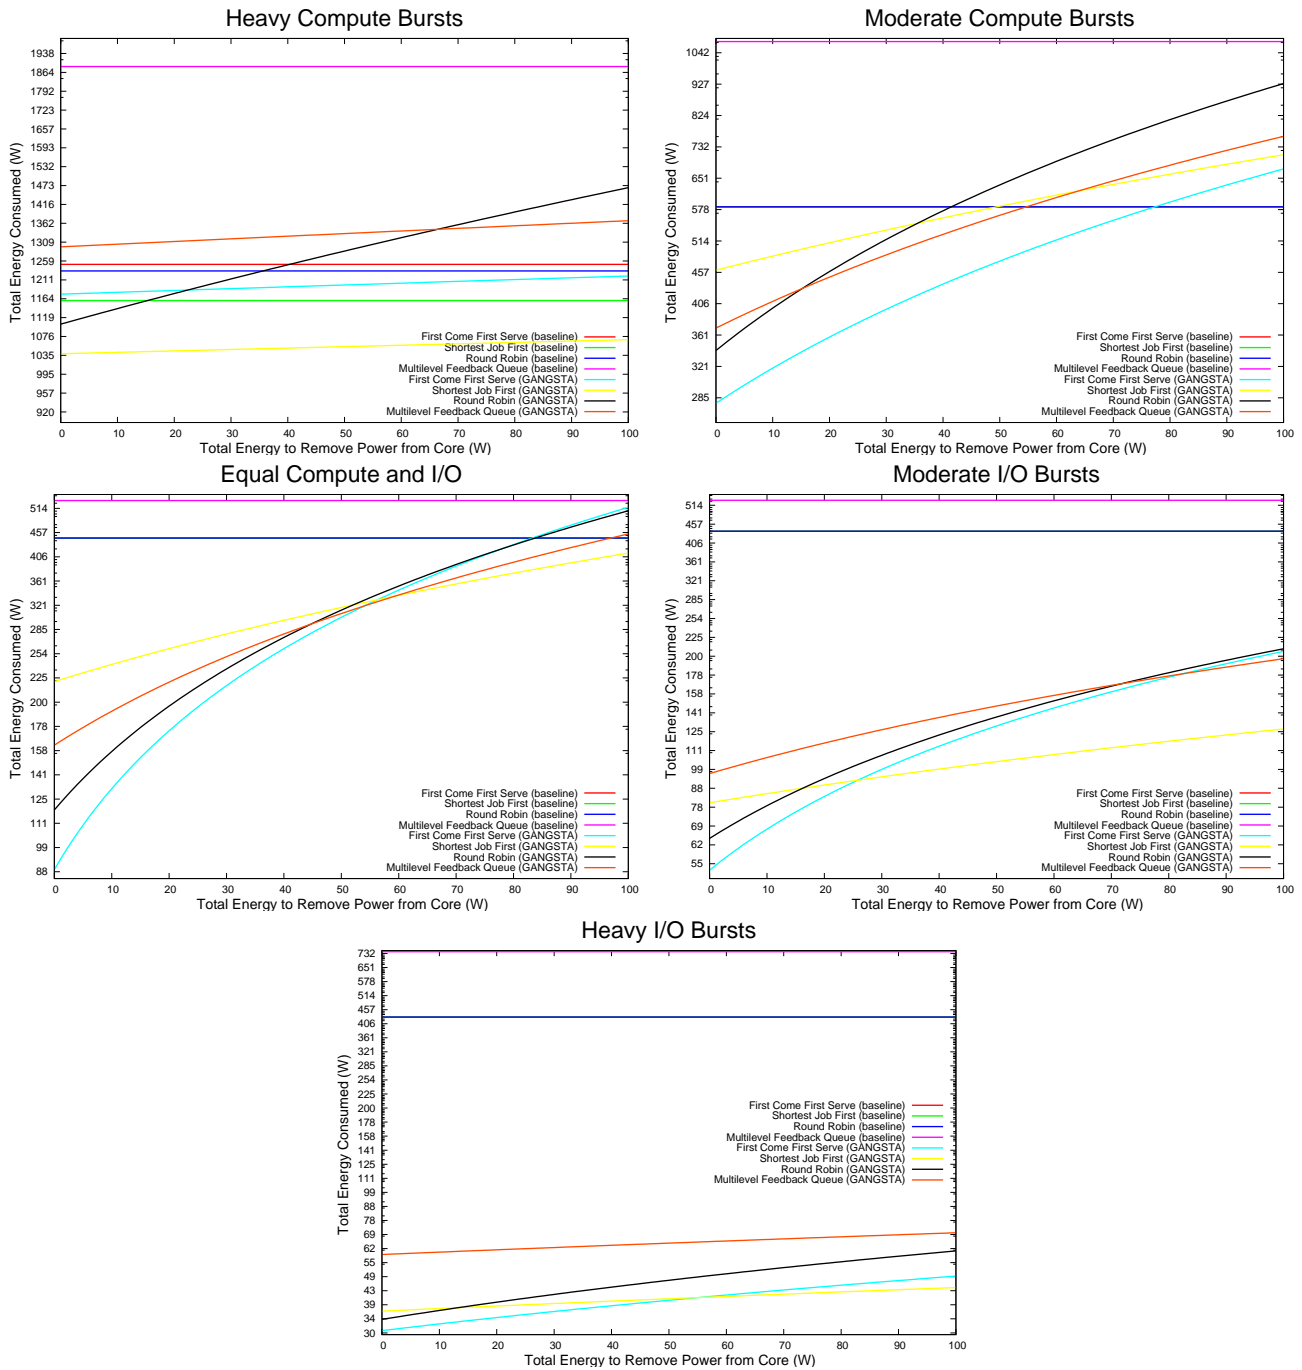 Heavy Compute Bursts
Total Energy Consumed (W)
1938
1864
1792
1723
1657
1593
1532
1473
1416
1362
1309
1259
1211
1164
1119
1076
1035
995
957
920
First Come First Serve (baseline)
Shortest Job First (baseline)
Round Robin (baseline)
Multilevel Feedback Queue (baseline)
First Come First Serve (GANGSTA)
Shortest Job First (GANGSTA)
Round Robin (GANGSTA)
Multilevel Feedback Queue (GANGSTA)
0 10 20 30 40 50 60 70 80 90 100
Total Energy to Remove Power from Core (W)
Moderate Compute Bursts
Total Energy Consumed (W)
1042
927
824
732
651
578
514
457
406
361
321
285
First Come First Serve (baseline)
Shortest Job First (baseline)
Round Robin (baseline)
Multilevel Feedback Queue (baseline)
First Come First Serve (GANGSTA)
Shortest Job First (GANGSTA)
Round Robin (GANGSTA)
Multilevel Feedback Queue (GANGSTA)
0 10 20 30 40 50 60 70 80 90 100
Total Energy to Remove Power from Core (W)
Equal Compute and I/O
Total Energy Consumed (W)
514
457
406
361
321
285
254
225
200
178
158
141
125
111
99
88
First Come First Serve (baseline)
Shortest Job First (baseline)
Round Robin (baseline)
Multilevel Feedback Queue (baseline)
First Come First Serve (GANGSTA)
Shortest Job First (GANGSTA)
Round Robin (GANGSTA)
Multilevel Feedback Queue (GANGSTA)
0 10 20 30 40 50 60 70 80 90 100
Total Energy to Remove Power from Core (W)
Moderate I/O Bursts
Total Energy Consumed (W)
514
457
406
361
321
285
254
225
200
178
158
141
125
111
99
88
78
69
62
55
First Come First Serve (baseline)
Shortest Job First (baseline)
Round Robin (baseline)
Multilevel Feedback Queue (baseline)
First Come First Serve (GANGSTA)
Shortest Job First (GANGSTA)
Round Robin (GANGSTA)
Multilevel Feedback Queue (GANGSTA)
0 10 20 30 40 50 60 70 80 90 100
Total Energy to Remove Power from Core (W)
Heavy I/O Bursts
Total Energy Consumed (W)
732
651
578
514
457
406
361
321
285
254
225
200
178
158
141
125
111
99
88
78
69
62
55
49
43
39
34
30
First Come First Serve (baseline)
Shortest Job First (baseline)
Round Robin (baseline)
Multilevel Feedback Queue (baseline)
First Come First Serve (GANGSTA)
Shortest Job First (GANGSTA)
Round Robin (GANGSTA)
Multilevel Feedback Queue (GANGSTA)
0 10 20 30 40 50 60 70 80 90 100
Total Energy to Remove Power from Core (W)